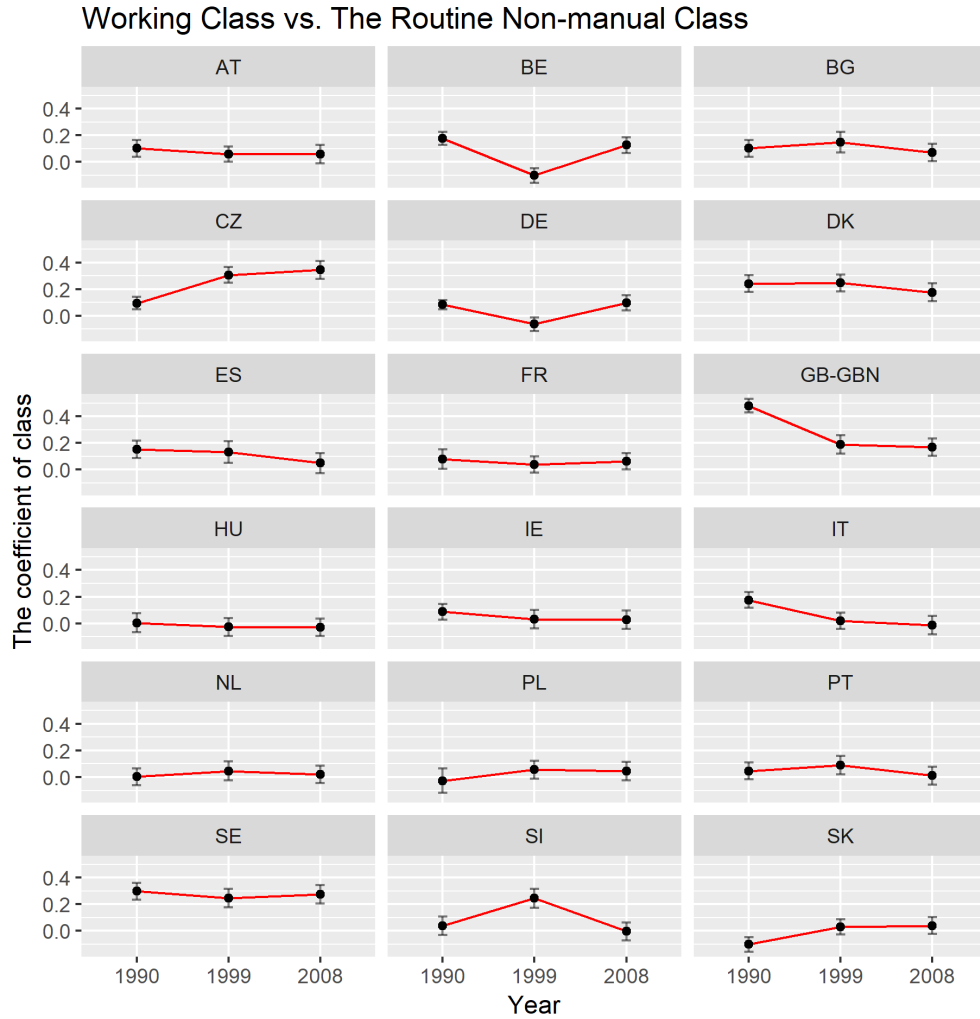 Working Class vs. The Routine Non-manual Class
AT BE BG
0.4
0.2
0.0
CZ DE DK
0.4
0.2
0.0
ES FR GB-GBN
0.4
0.2
0.0
The coefficient of class
HU IE IT
0.4
0.2
0.0
NL PL PT
0.4
0.2
0.0
SE SI SK
0.4
0.2
0.0
1990 1999 2008 1990 1999 2008 1990 1999 2008
Year